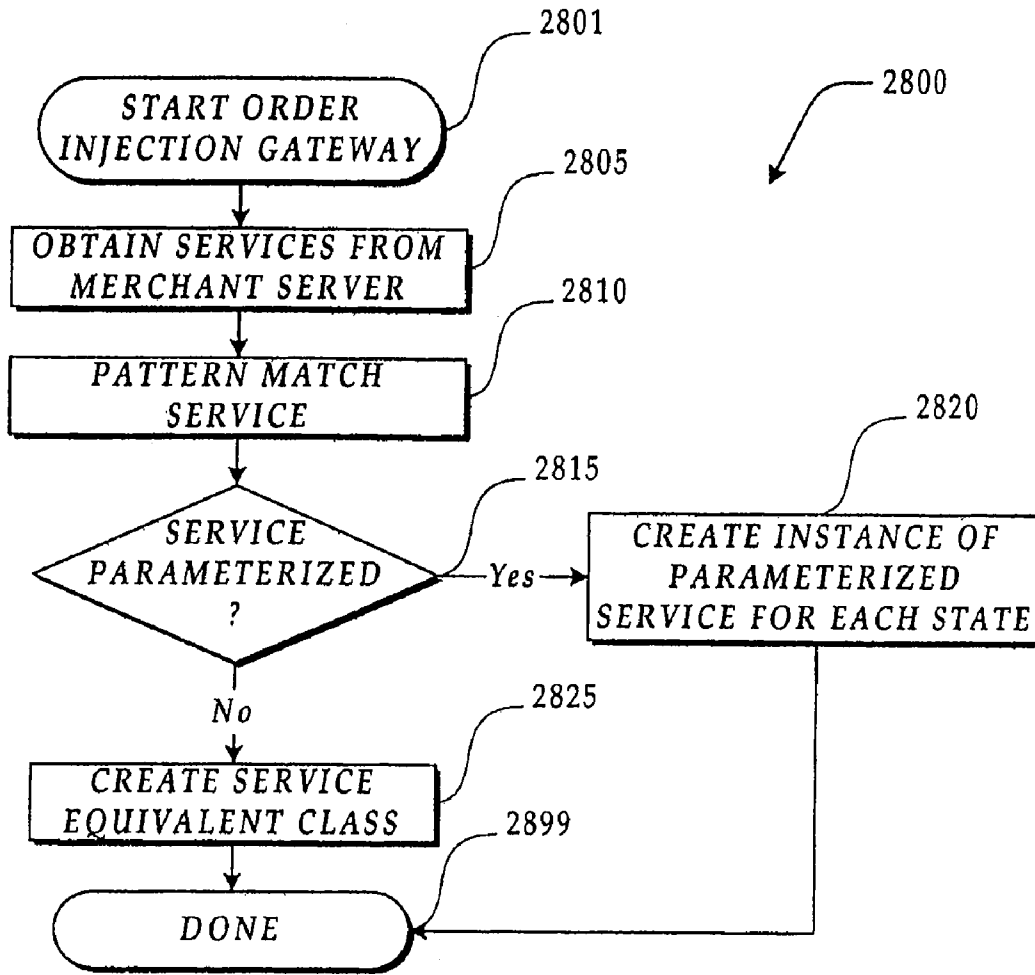 2801
2800
START ORDER
INJECTION GATEWAY
2805
OBTAIN SERVICES FROM
MERCHANT SERVER
2810
PATTERN MATCH
SERVICE
2815
SERVICE
PARAMETERIZED
?
Yes
2820
CREATE INSTANCE OF
PARAMETERIZED
SERVICE FOR EACH STATE
No
2825
CREATE SERVICE
EQUIVALENT CLASS
2899
DONE